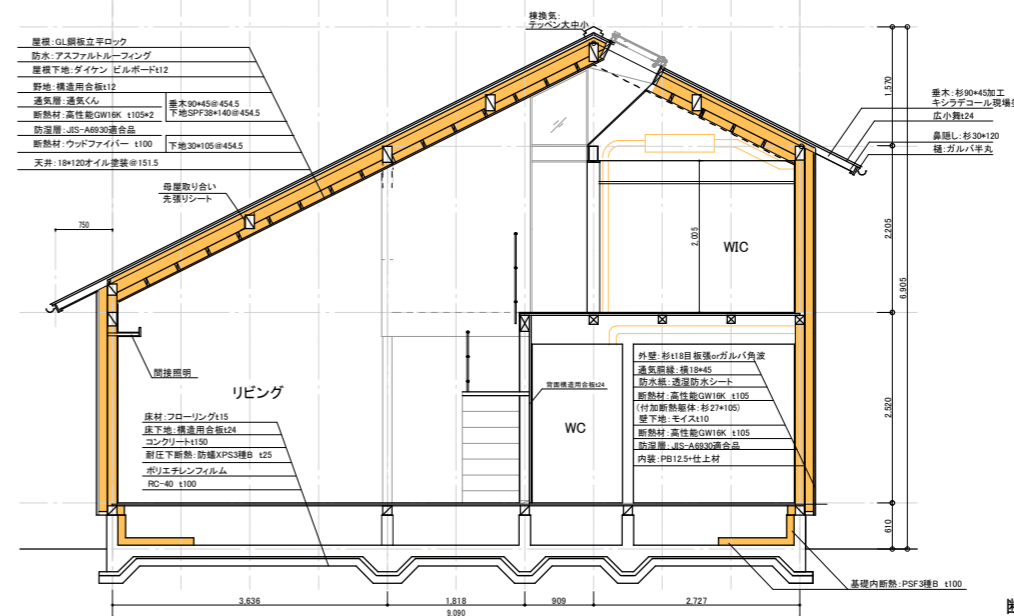 棟換気:
テッペン大中小
屋根:GL鋼板立平ロック
防水:アスファルトルーフィング
屋根下地:ダイケン ビルボードt12
野地:構造用合板t12
通気層:通気くん
断熱材:高性能GW16K t105*2
垂木90*45@454.5
下地SPF38*140@454.5
防湿層:JIS-A6930適合品
断熱材:ウッドファイバー t100
下地30*105@454.5
天井:18*120オイル塗装@151.5
母屋取り合い
先張りシート
750
間接照明
リビング
床材:フローリングt15
床下地:構造用合板t24
コンクリートt150
耐圧下断熱:防蟻XPS3種B t25
ポリエチレンフィルム
RC-40 t100
背面構造用合板t24
WC
WIC
2,005
外壁:杉t18目板張orガルバ角波
通気胴縁:横18*45
防水紙:透湿防水シート
断熱材:高性能GW16K t105
(付加断熱躯体:杉27*105)
壁下地:モイスt10
断熱材:高性能GW16K t105
防湿層:JIS-A6930適合品
内装:PB12.5+仕上材
垂木:杉90*45加工
キシラデコール現場
広小舞t24
鼻隠し:杉30*120
樋:ガルバ半丸
1,570
2,205
6,905
2,520
610
基礎内断熱:PSF3種B t100
3,636
1,818
909
2,727
9,090